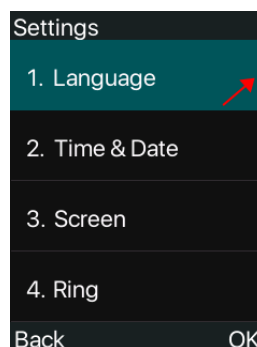 Settings
1. Language
2. Time & Date
3. Screen
4. Ring
Back OK